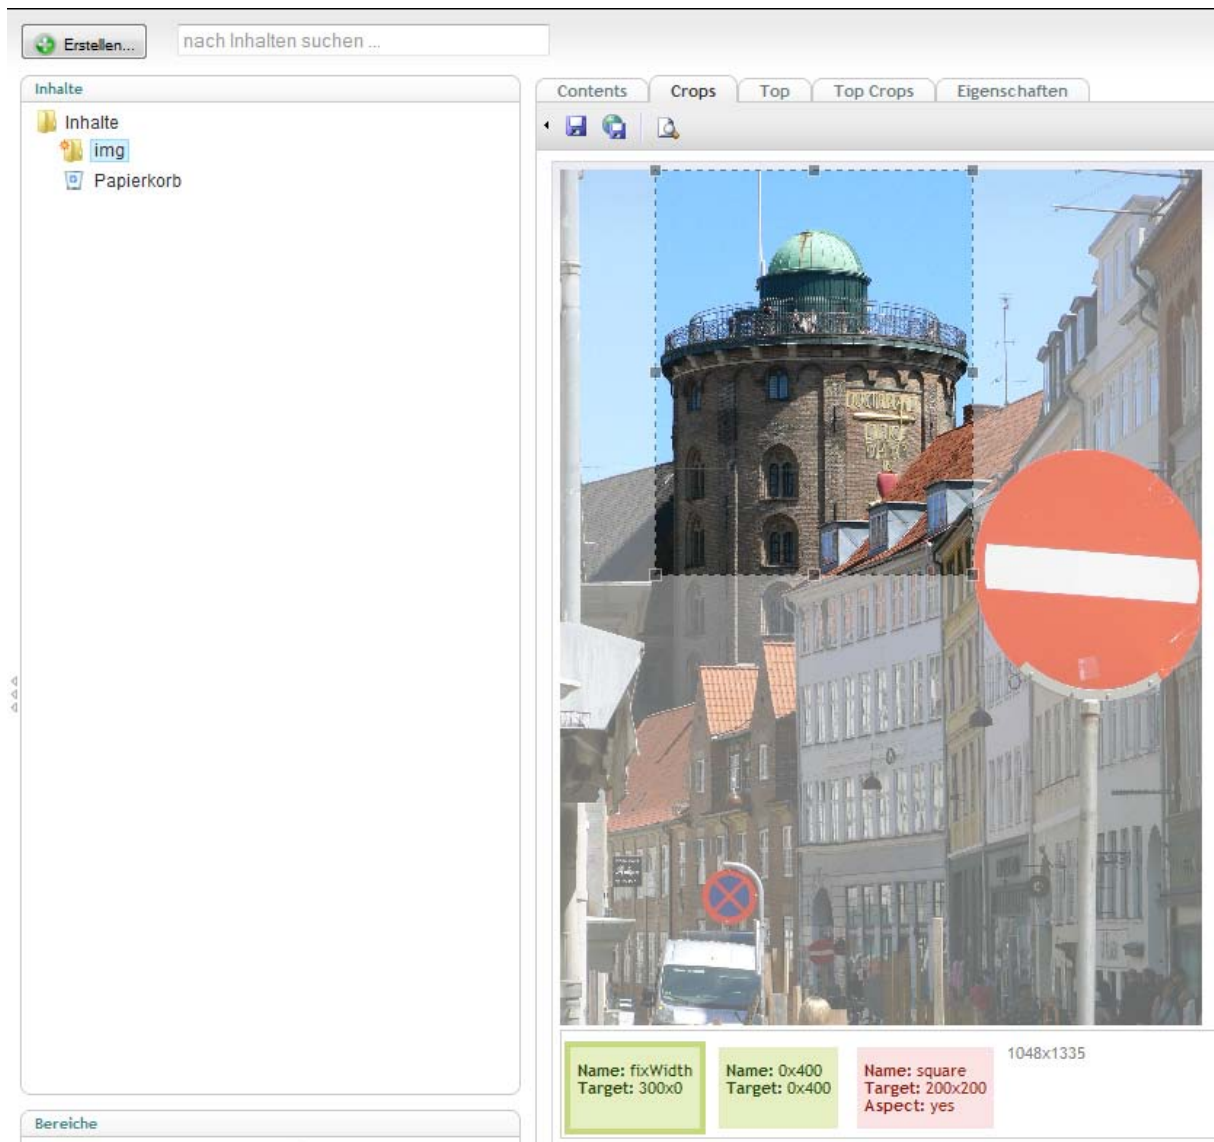 Erstellen...
nach Inhalten suchen ...
Inhalte
Inhalte
img
Papierkorb
Bereiche
Contents
Crops
Top
Top Crops
Eigenschaften
Name: fixWidth
Target: 300x0
Name: 0x400
Target: 0x400
Name: square
Target: 200x200
Aspect: yes
1048x1335